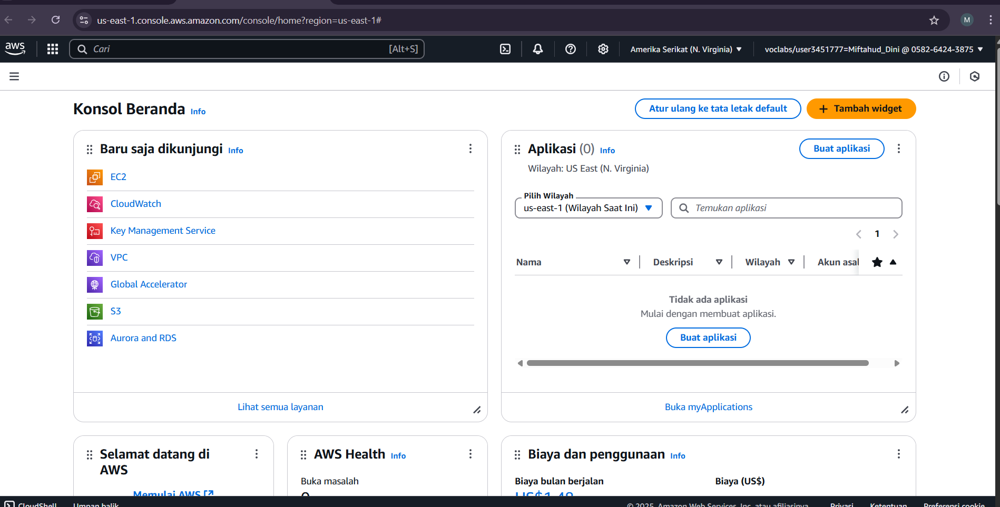 us-east-1.console.aws.amazon.com/console/home?region=us-east-1#
M
aws
Cari
[Alt+S]
Amerika Serikat (N. Virginia)
voclabs/user3451777=Miftahud_Dini @ 0582-6424-3875
Konsol Beranda Info
Atur ulang ke tata letak default
+ Tambah widget
Baru saja dikunjungi Info
EC2
CloudWatch
Key Management Service
VPC
Global Accelerator
S3
Aurora and RDS
Lihat semua layanan
Aplikasi (0) Info
Buat aplikasi
Wilayah: US East (N. Virginia)
Pilih Wilayah
us-east-1 (Wilayah Saat Ini)
Temukan aplikasi
1
Nama
Deskripsi
Wilayah
Akun asal
Tidak ada aplikasi
Mulai dengan membuat aplikasi.
Buat aplikasi
Buka myApplications
Selamat datang di
AWS
Memulai AWS
AWS Health Info
Buka masalah
0
Biaya dan penggunaan Info
Biaya bulan berjalan
US$1,48
Biaya (US$)
CloudShell
Umpan balik
© 2025, Amazon Web Services, Inc. atau afiliasinya.
Privasi
Ketentuan
Preferensi cookie